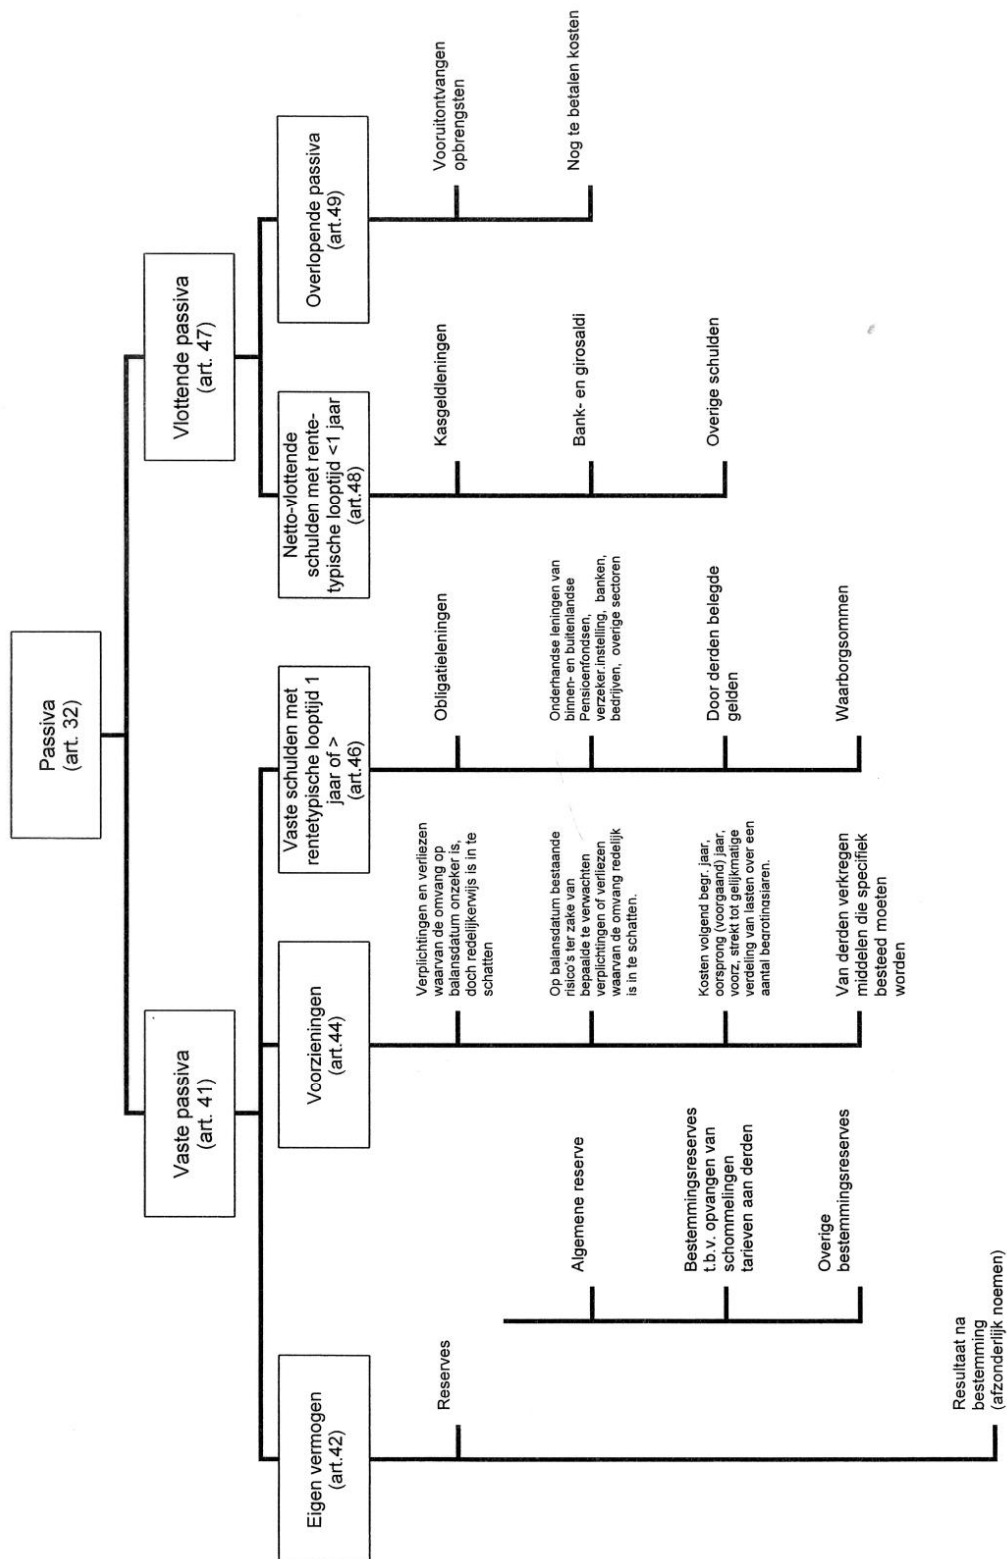 Passiva
(art. 32)
Vaste passiva
(art. 41)
Vlottende passiva
(art. 47)
Eigen vermogen
(art.42)
Voorzieningen
(art.44)
Vaste schulden met
rentetypische looptijd 1
jaar of >
(art.46)
Netto-vlottende
schulden met rente-
typische looptijd <1 jaar
(art.48)
Overlopende passiva
(art.49)
Reserves
Algemene reserve
Bestemmingsreserves
t.b.v. opvangen van
schommelingen
tarieven aan derden
Overige
bestemmingsreserves
Resultaat na
bestemming
(afzonderlijk noemen)
Verplichtingen en verliezen
waarvan de omvang op
balansdatum onzeker is,
doch redelijkerwijs is in te
schatten
Op balansdatum bestaande
risico's ter zake van
bepaalde te verwachten
verplichtingen of verliezen
waarvan de omvang redelijk
is in te schatten.
Kosten volgend begr. jaar,
oorsprong (voorgaand) jaar,
voorz, strekt tot gelijkmatige
verdeling van lasten over een
aantal begrotingsjaren.
Van derden verkregen
middelen die specifiek
besteed moeten
worden
Obligatieleningen
Onderhandse leningen van
binnen- en buitenlandse
Pensioenfondsen,
verzeker.instelling, banken,
bedrijven, overige sectoren
Door derden belegde
gelden
Waarborgsommen
Kasgeldleningen
Bank- en girosaldi
Overige schulden
Vooruitontvangen
opbrengsten
Nog te betalen kosten